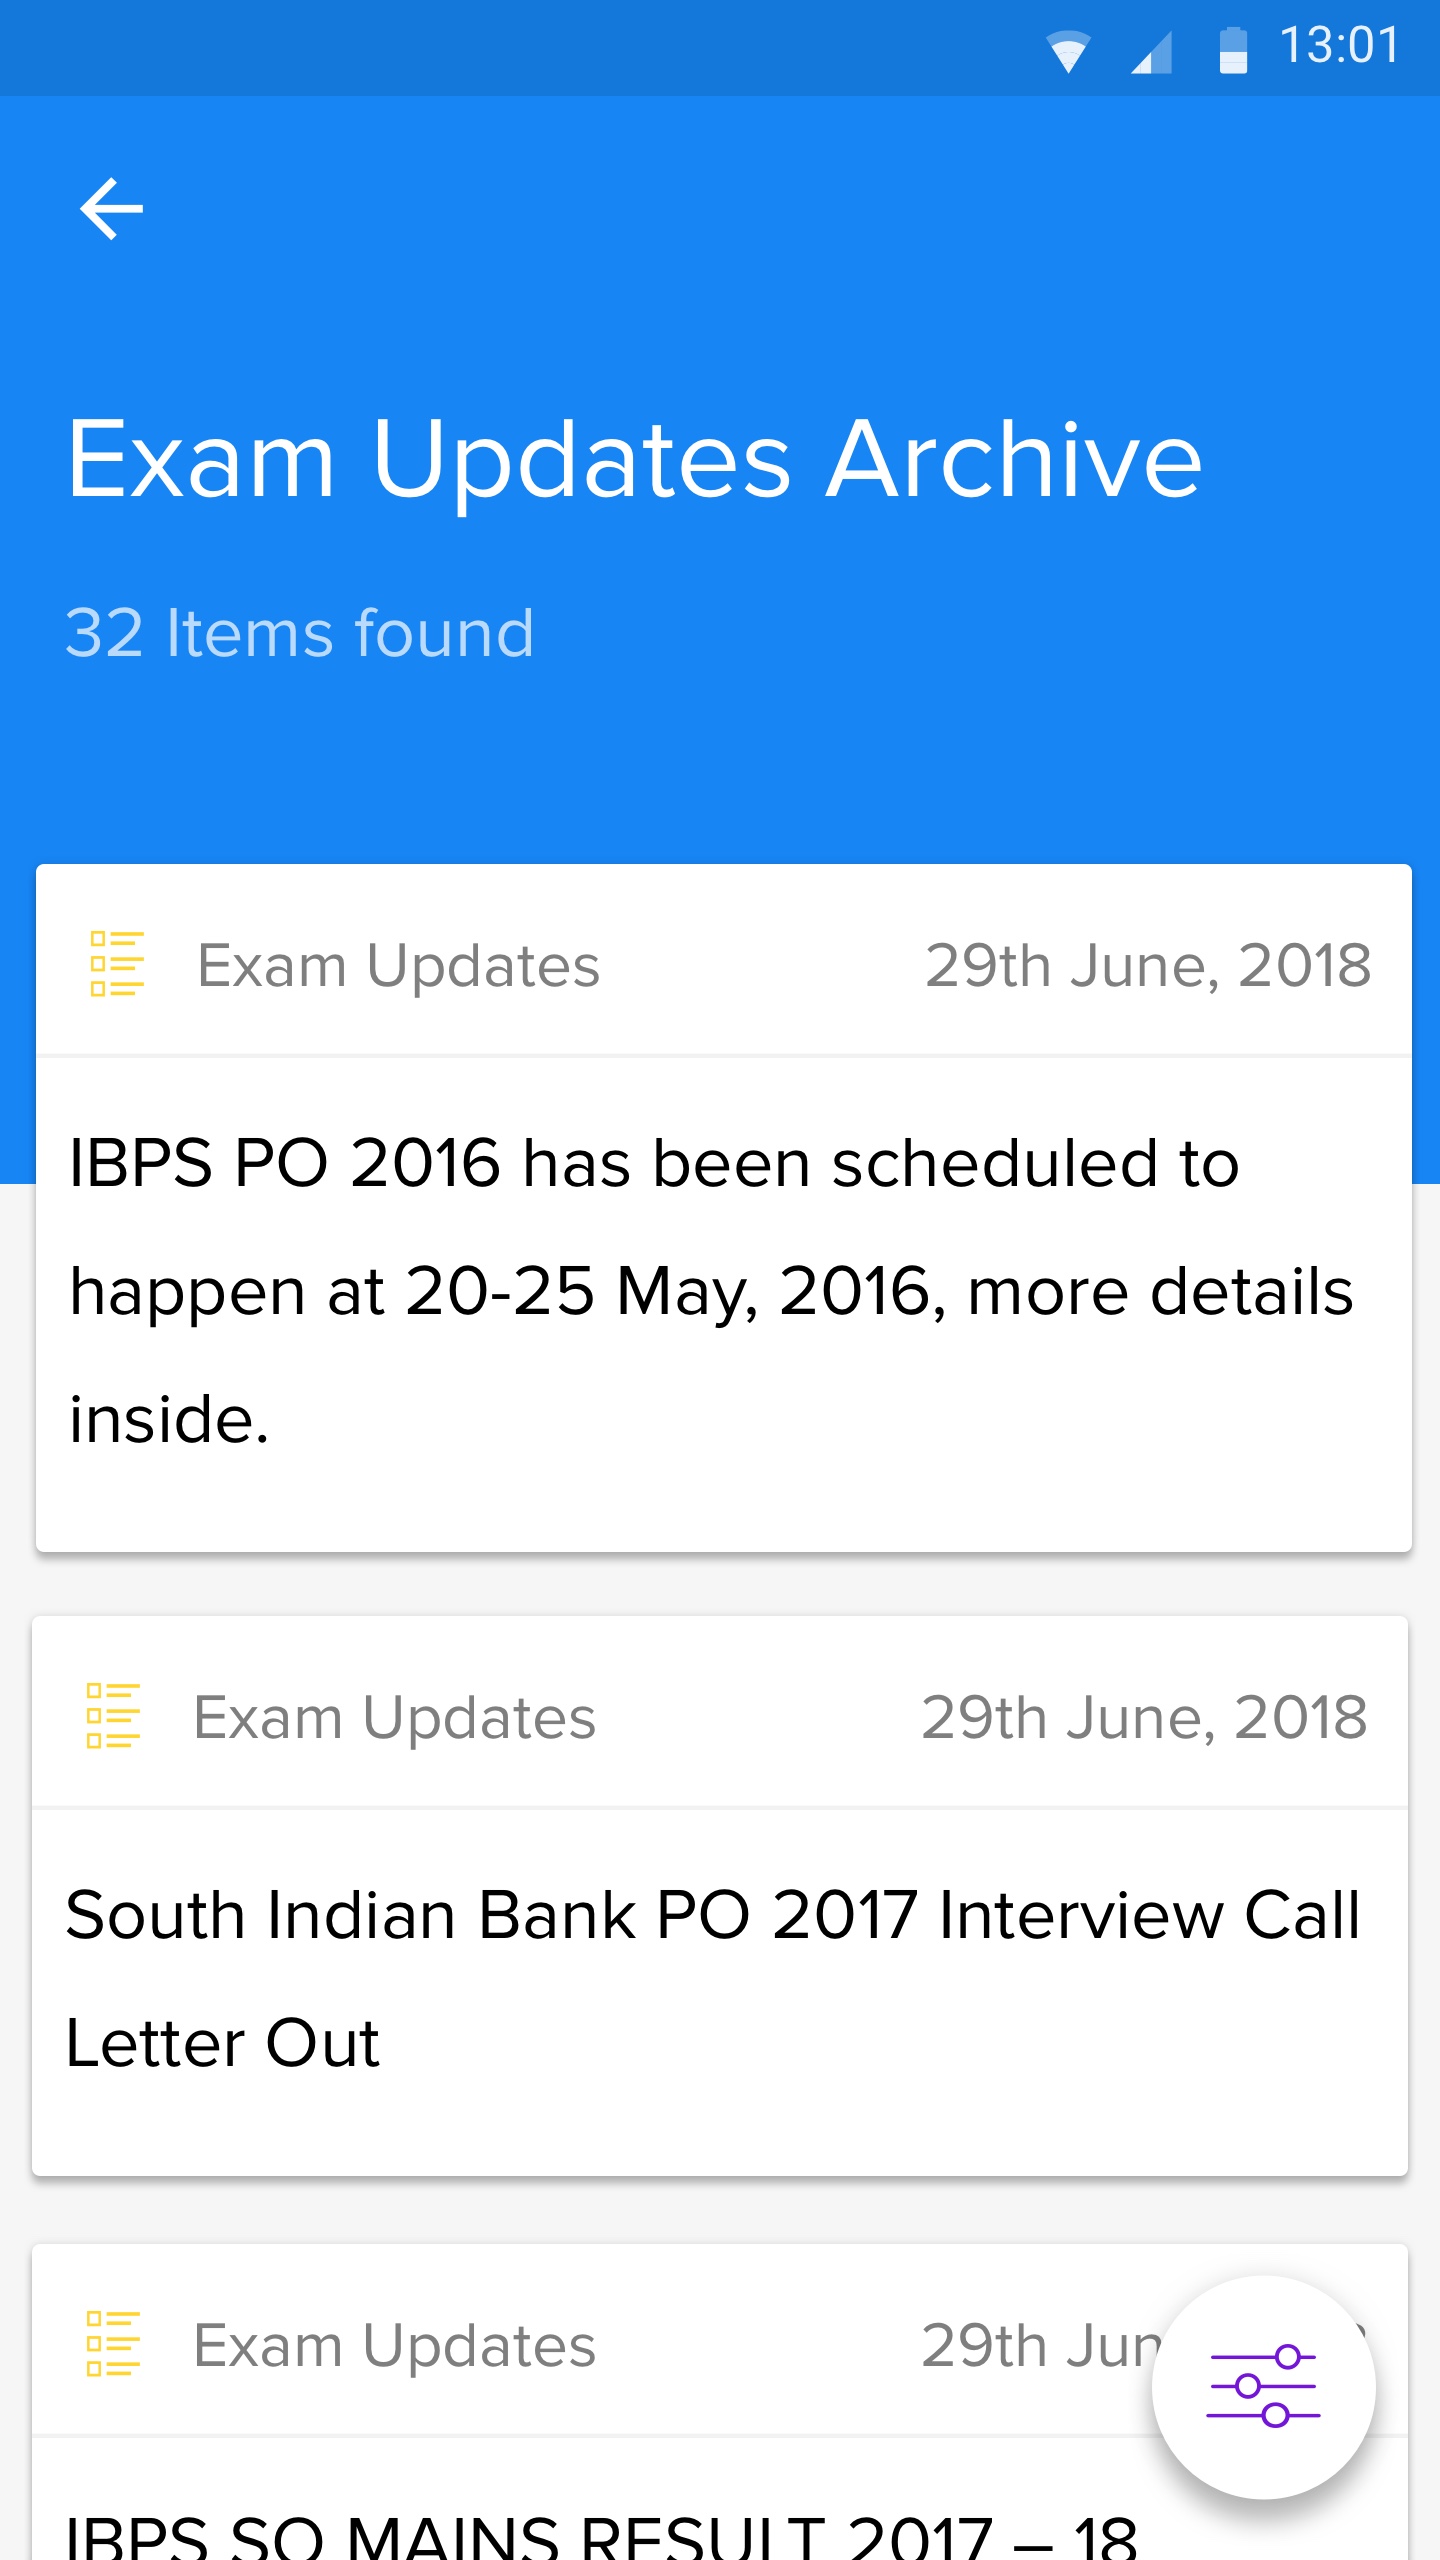 13:01
Exam Updates Archive
32 Items found
Exam Updates 29th June, 2018
IBPS PO 2016 has been scheduled to
happen at 20-25 May, 2016, more details
inside.
Exam Updates 29th June, 2018
South Indian Bank PO 2017 Interview Call
Letter Out
Exam Updates 29th
IBPS SO MAINS RESULT 2017 – 18